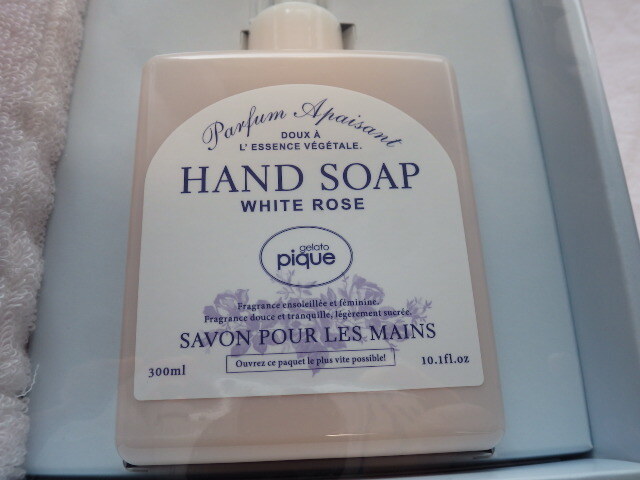 Parfum Apaisant
DOUX À
L' ESSENCE VÉGÉTALE.
HAND SOAP
WHITE ROSE
gelato
pique
Fragrance ensoleillée et féminine.
Fragrance douce et tranquille, légèrement sucrée.
SAVON POUR LES MAINS
Ouvrez ce paquet le plus vite possible!
300ml 10.1fl.oz